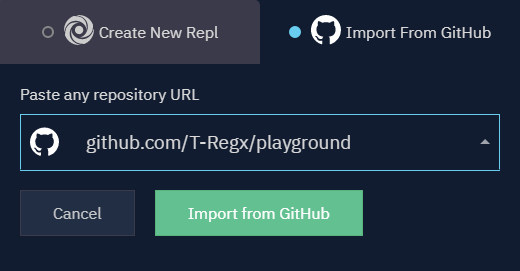 Create New Repl
Import From GitHub
Paste any repository URL
github.com/T-Regx/playground
Cancel
Import from GitHub